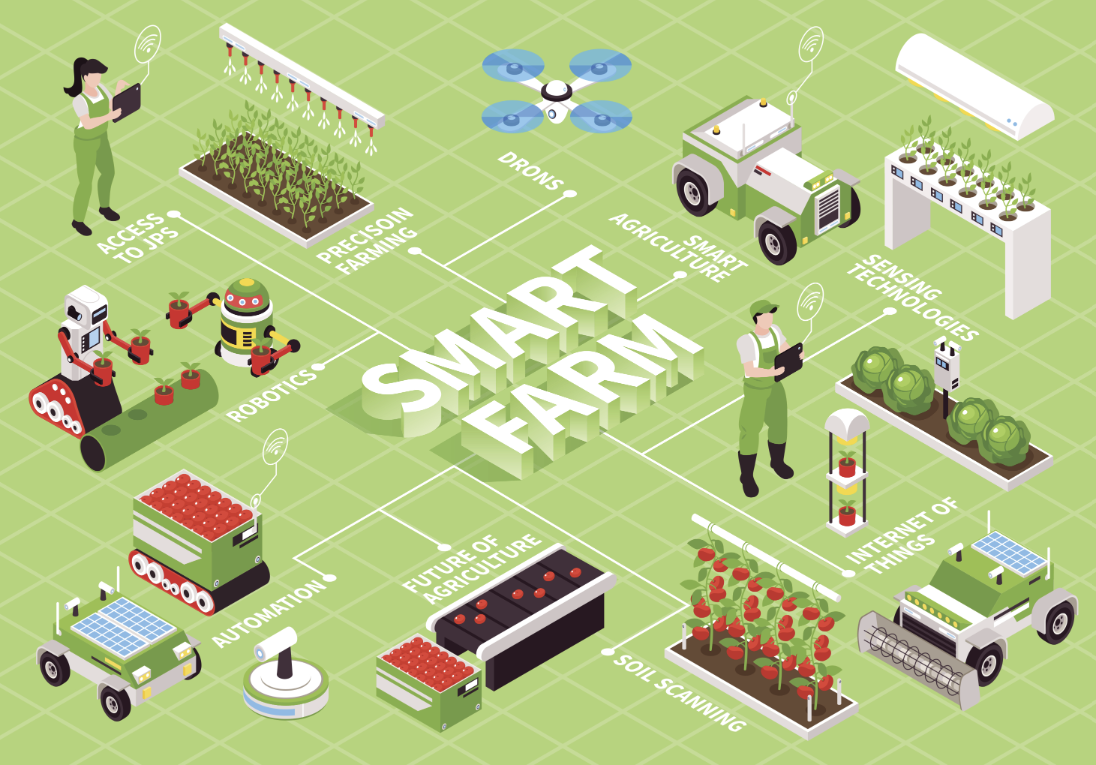 DRONS
ACCESS
TO JPS
PRECISOIN
FARMING
SMART
AGRICULTURE
SENSING
TECHNOLOGIES
SMART
FARM
ROBOTICS
INTERNET OF
THINGS
FUTURE OF
AGRICULTURE
AUTOMATION
SOIL SCANNING